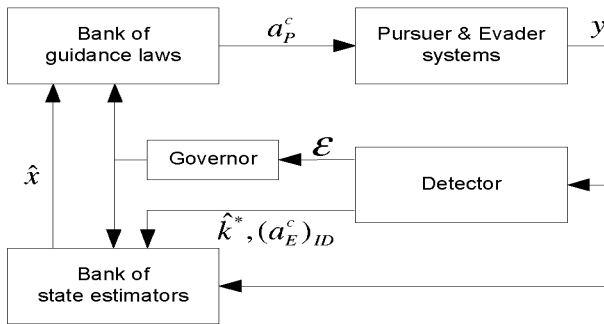 Bank of
guidance laws
a_P^c
Pursuer & Evader
systems
y
Governor
ε
Detector
x̂
k̂*, (a_E^c)_ID
Bank of
state estimators